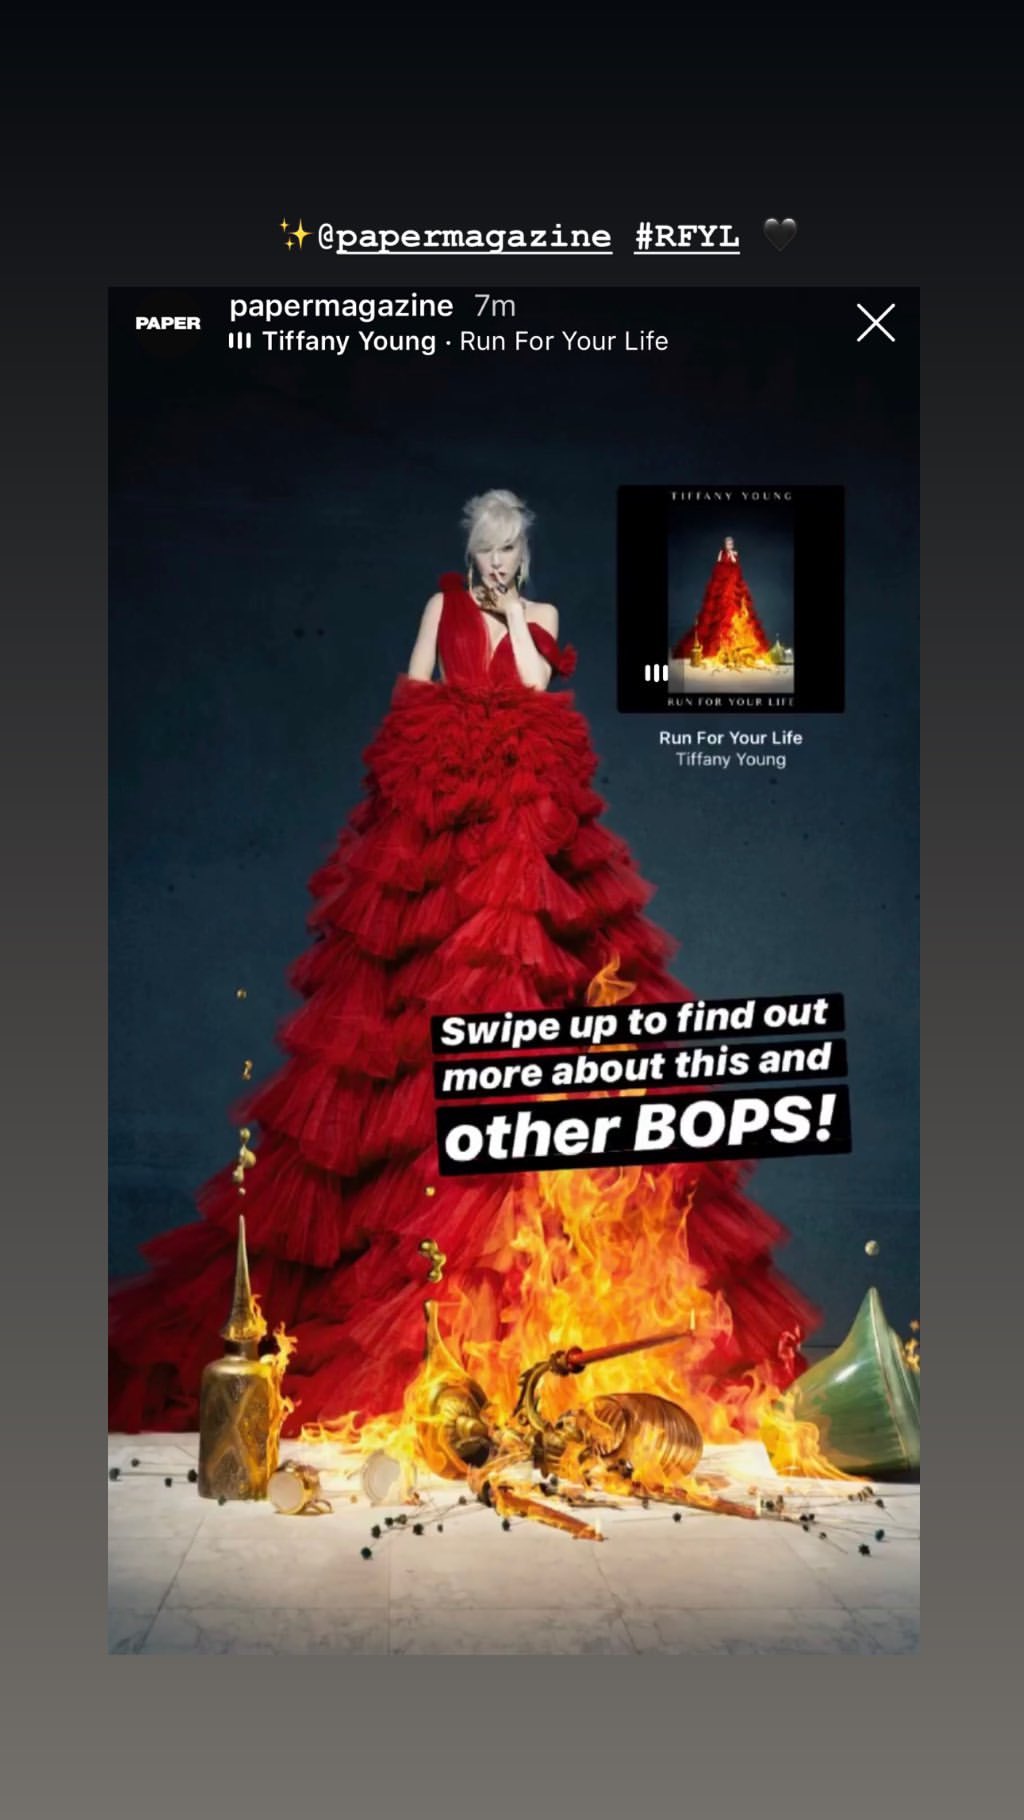 ✨@papermagazine #RFYL 🖤
PAPER
papermagazine 7m
Tiffany Young · Run For Your Life
TIFFANY YOUNG
RUN FOR YOUR LIFE
Run For Your Life
Tiffany Young
Swipe up to find out
more about this and
other BOPS!